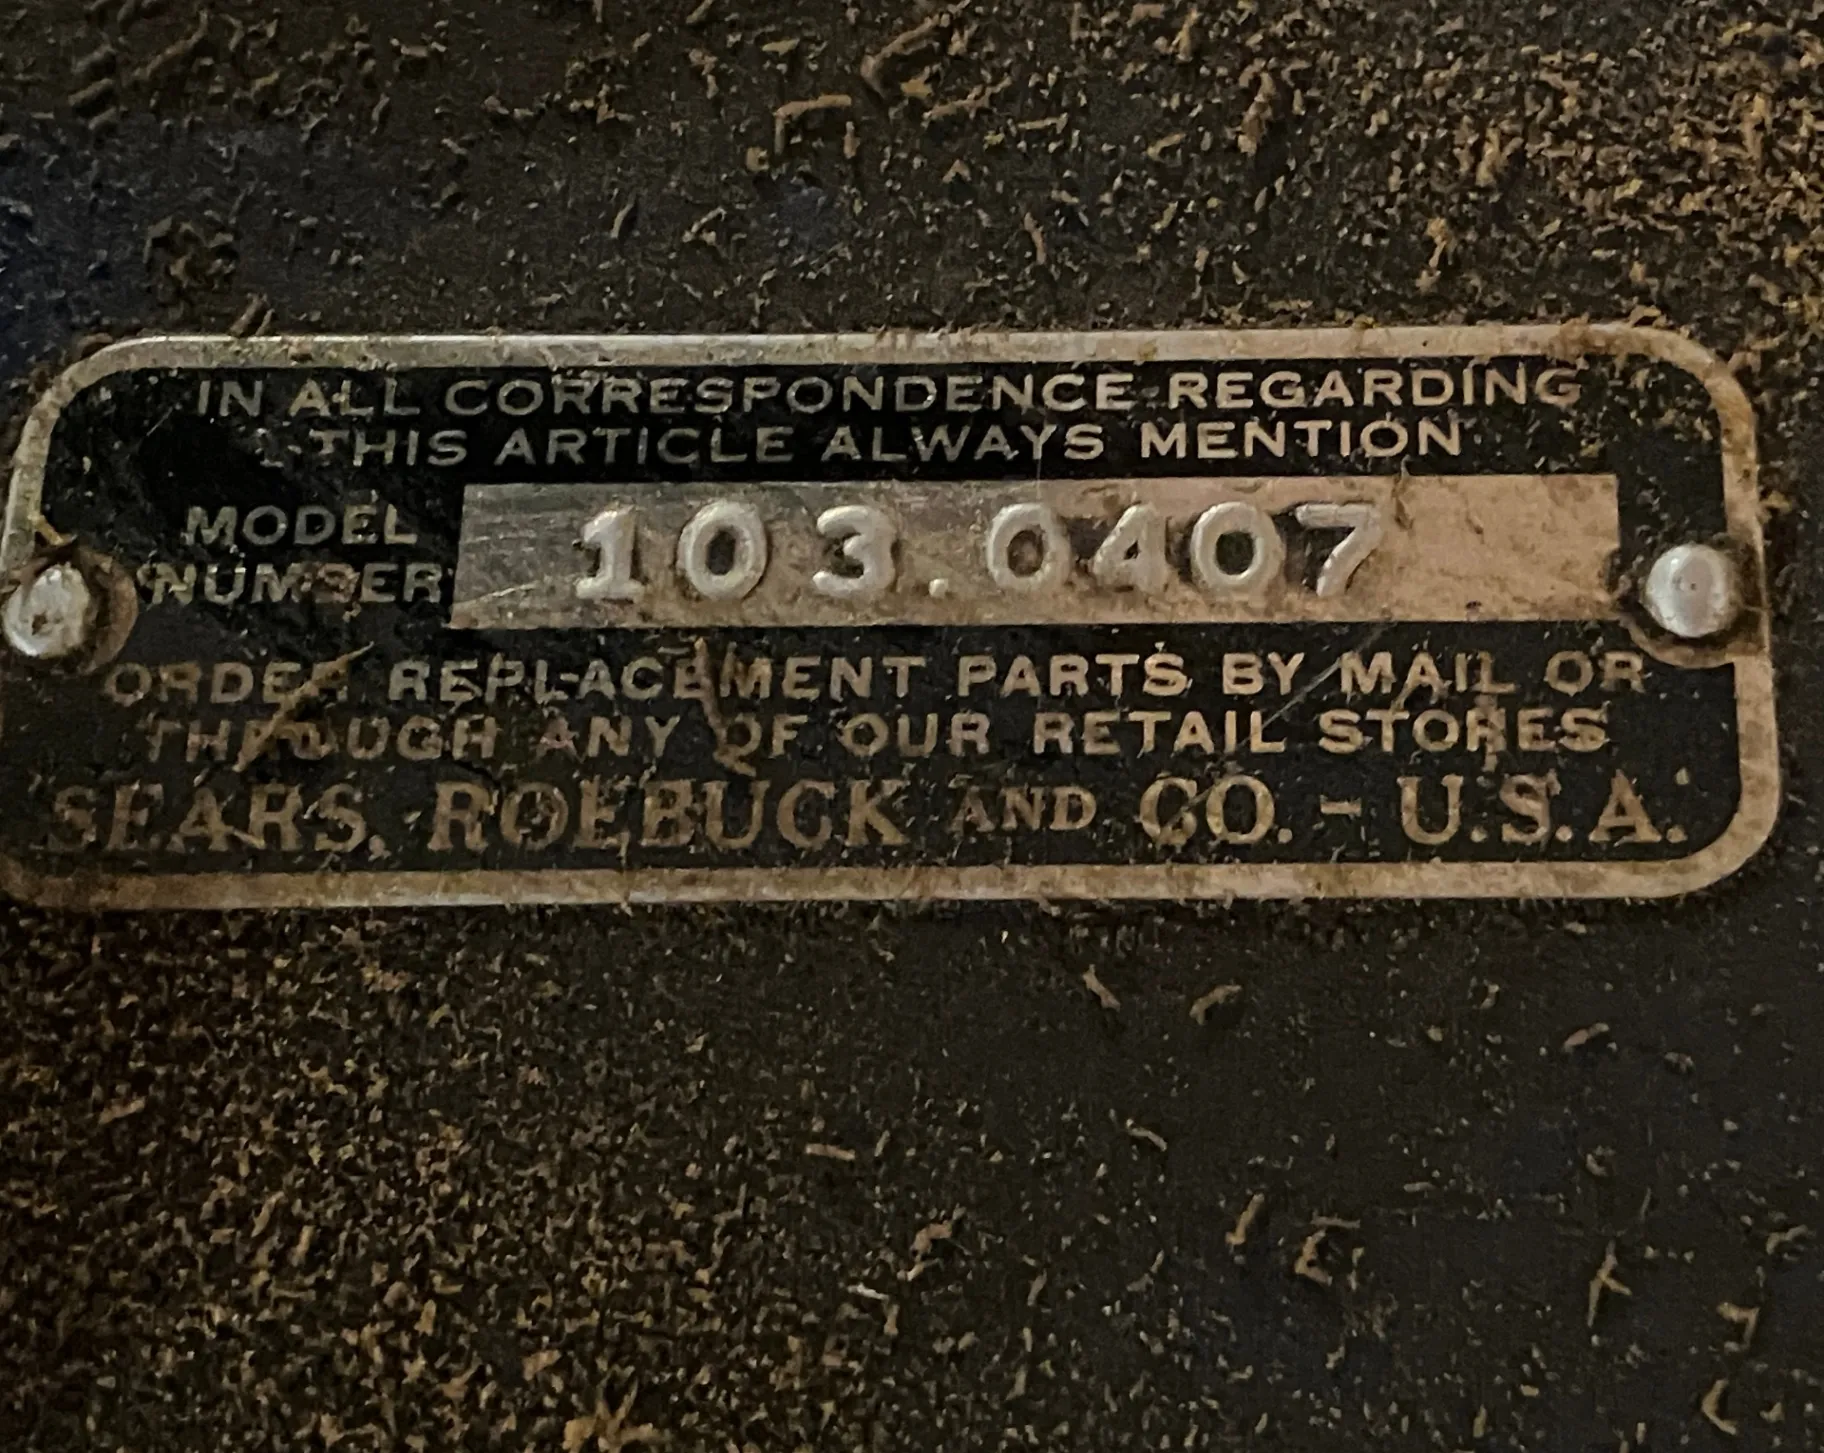 IN ALL CORRESPONDENCE REGARDING
THIS ARTICLE ALWAYS MENTION
MODEL
NUMBER
103.0407
ORDER REPLACEMENT PARTS BY MAIL OR
THROUGH ANY OF OUR RETAIL STORES
SEARS, ROEBUCK AND CO. - U.S.A.